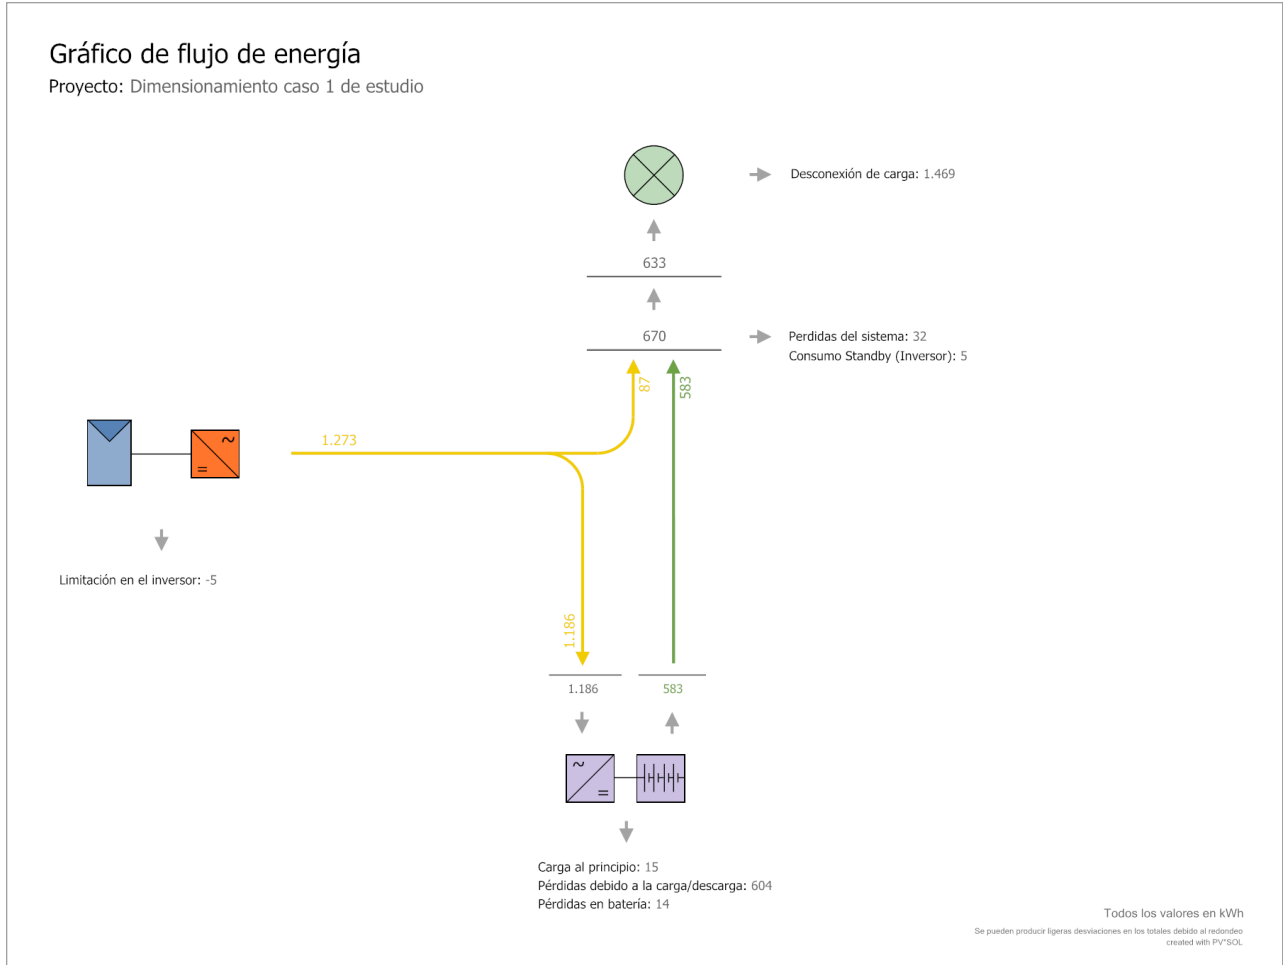 Gráfico de flujo de energía
Proyecto: Dimensionamiento caso 1 de estudio
Desconexión de carga: 1.469
633
670
Perdidas del sistema: 32
Consumo Standby (Inversor): 5
87
583
1.273
Limitación en el inversor: -5
1.186
1.186
583
Carga al principio: 15
Pérdidas debido a la carga/descarga: 604
Pérdidas en batería: 14
Todos los valores en kWh
Se pueden producir ligeras desviaciones en los totales debido al redondeo
created with PV*SOL